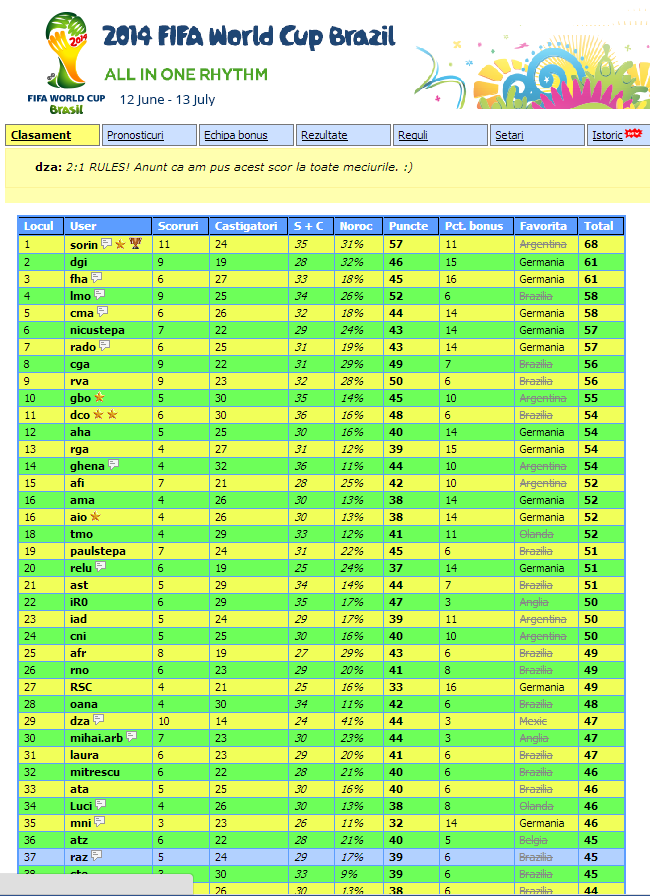 2014 FIFA World Cup Brazil
ALL IN ONE RHYTHM
FIFA WORLD CUP
Brasil
12 June - 13 July
Clasament Pronosticuri Echipa bonus Rezultate Reguli Setari Istoric
dza: 2:1 RULES! Anunt ca am pus acest scor la toate meciurile. :)
Locul User Scoruri Castigatori S + C Noroc Puncte Pct. bonus Favorita Total
1 sorin 11 24 35 31% 57 11 Argentina 68
2 dgi 9 19 28 32% 46 15 Germania 61
3 fha 6 27 33 18% 45 16 Germania 61
4 lmo 9 25 34 26% 52 6 Brazilia 58
5 cma 6 26 32 18% 44 14 Germania 58
6 nicustepa 7 22 29 24% 43 14 Germania 57
7 rado 6 25 31 19% 43 14 Germania 57
8 cga 9 22 31 29% 49 7 Brazilia 56
9 rva 9 23 32 28% 50 6 Brazilia 56
10 gbo 5 30 35 14% 45 10 Argentina 55
11 dco 6 30 36 16% 48 6 Brazilia 54
12 aha 5 25 30 16% 40 14 Germania 54
13 rga 4 27 31 12% 39 15 Germania 54
14 ghena 4 32 36 11% 44 10 Argentina 54
15 afi 7 21 28 25% 42 10 Argentina 52
16 ama 4 26 30 13% 38 14 Germania 52
16 aio 4 26 30 13% 38 14 Germania 52
18 tmo 4 29 33 12% 41 11 Olanda 52
19 paulstepa 7 24 31 22% 45 6 Brazilia 51
20 relu 6 19 25 24% 37 14 Germania 51
21 ast 5 29 34 14% 44 7 Brazilia 51
22 iR0 6 29 35 17% 47 3 Anglia 50
23 iad 5 24 29 17% 39 11 Argentina 50
24 cni 5 25 30 16% 40 10 Argentina 50
25 afr 8 19 27 29% 43 6 Brazilia 49
26 rno 6 23 29 20% 41 8 Brazilia 49
27 RSC 4 21 25 16% 33 16 Germania 49
28 oana 4 30 34 11% 42 6 Brazilia 48
29 dza 10 14 24 41% 44 3 Mexic 47
30 mihai.arb 7 23 30 23% 44 3 Anglia 47
31 laura 6 23 29 20% 41 6 Brazilia 47
32 mitrescu 6 22 28 21% 40 6 Brazilia 46
33 ata 5 25 30 16% 40 6 Brazilia 46
34 Luci 4 26 30 13% 38 8 Olanda 46
35 mni 3 23 26 11% 32 14 Germania 46
36 atz 6 22 28 21% 40 5 Belgia 45
37 raz 5 24 29 17% 39 6 Brazilia 45
30 33 9% 39 6 Brazilia 45
26 30 13% 38 6 Brazilia 44